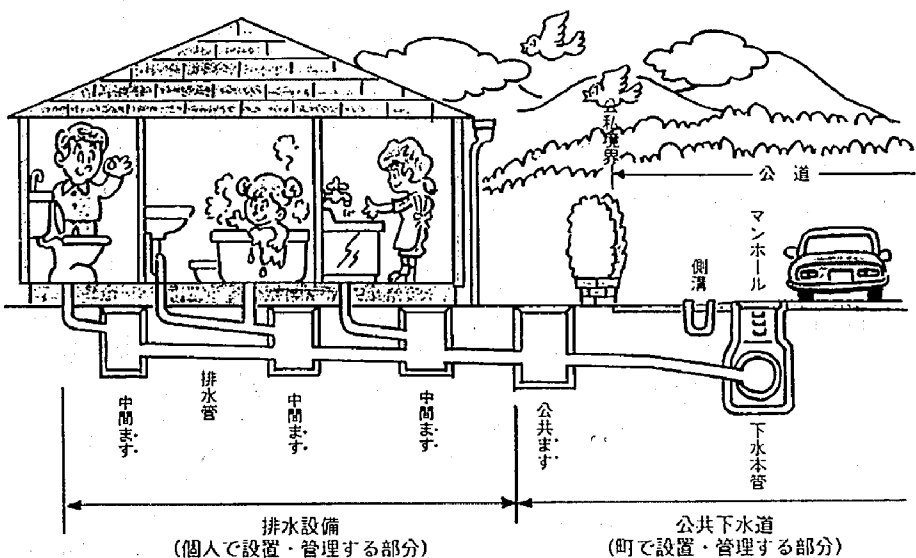 公私境界
公道
マンホール
側溝
中間ます
排水管
中間ます
中間ます
公共ます
下水本管
排水設備
(個人で設置・管理する部分)
公共下水道
(町で設置・管理する部分)